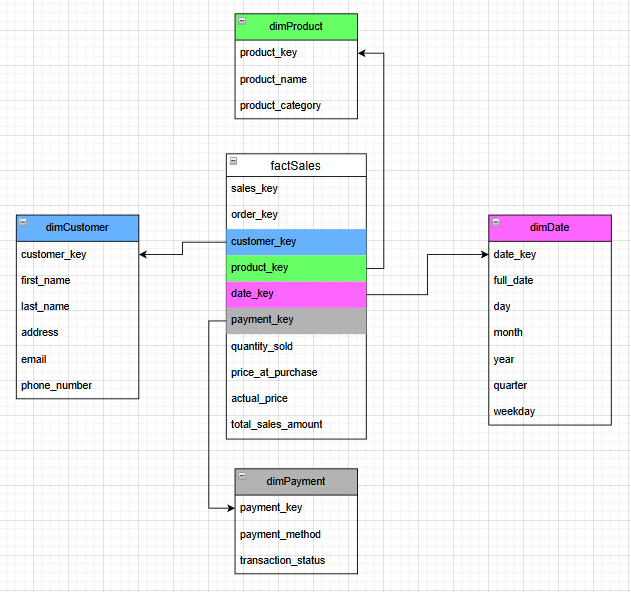 dimProduct
product_key
product_name
product_category
factSales
sales_key
order_key
customer_key
product_key
date_key
payment_key
quantity_sold
price_at_purchase
actual_price
total_sales_amount
dimCustomer
customer_key
first_name
last_name
address
email
phone_number
dimDate
date_key
full_date
day
month
year
quarter
weekday
dimPayment
payment_key
payment_method
transaction_status